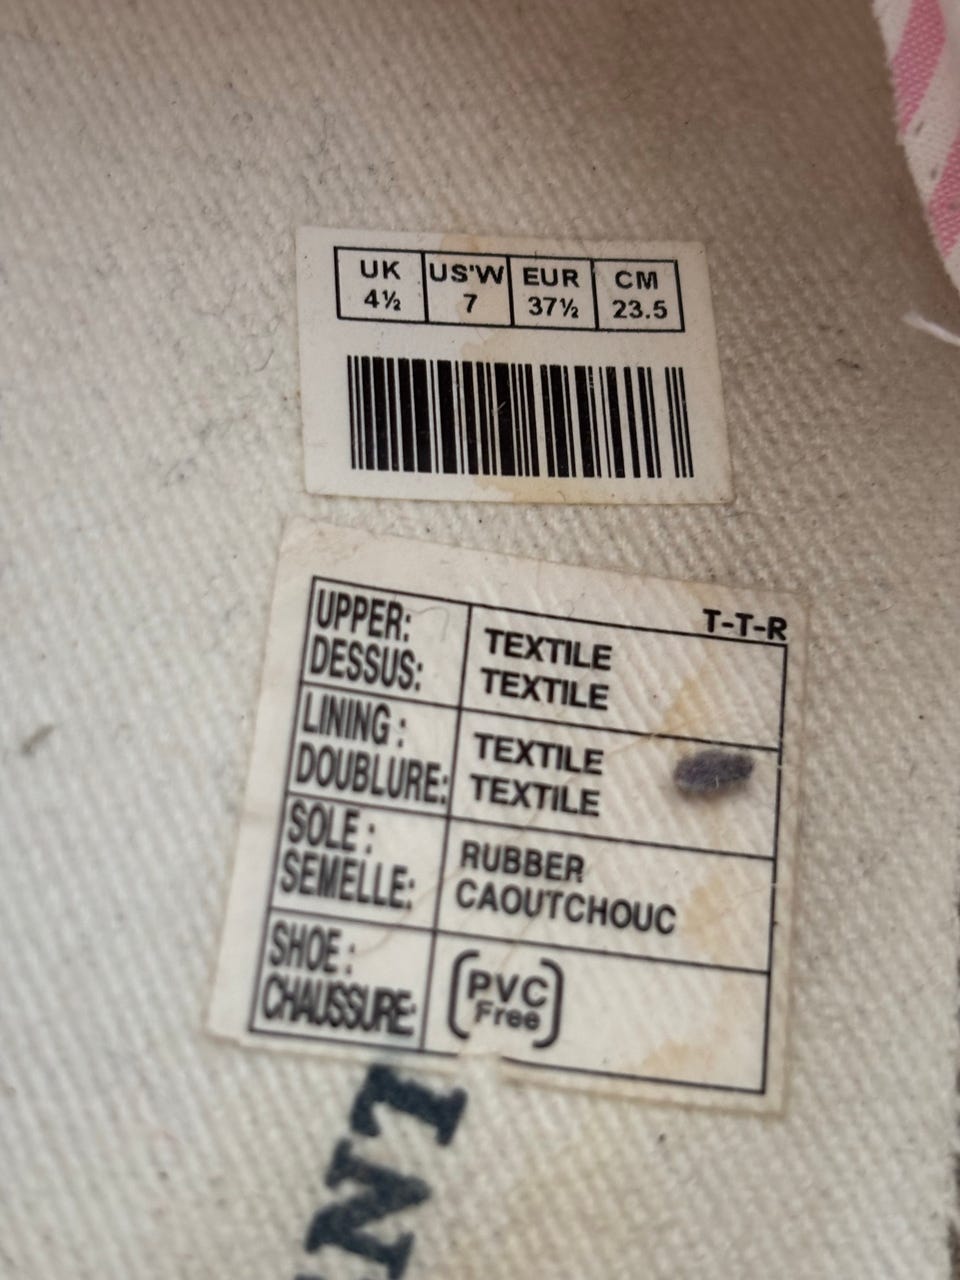 UK US'W EUR CM
4½ 7 37½ 23.5
T-T-R
UPPER: TEXTILE
DESSUS: TEXTILE
LINING : TEXTILE
DOUBLURE: TEXTILE
SOLE : RUBBER
SEMELLE: CAOUTCHOUC
SHOE : PVC
CHAUSSURE: Free